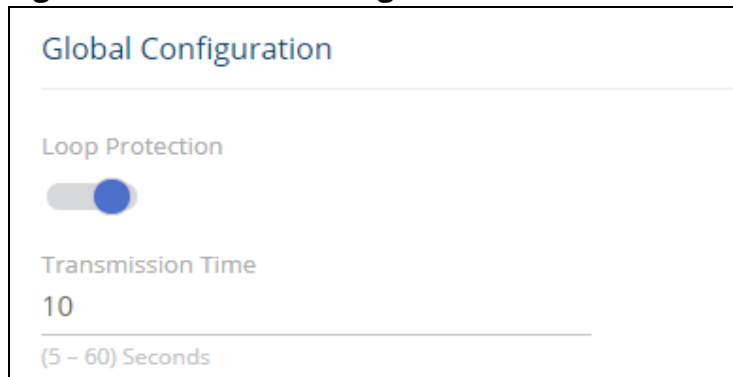 Global Configuration
Loop Protection
Transmission Time
10
(5 – 60) Seconds